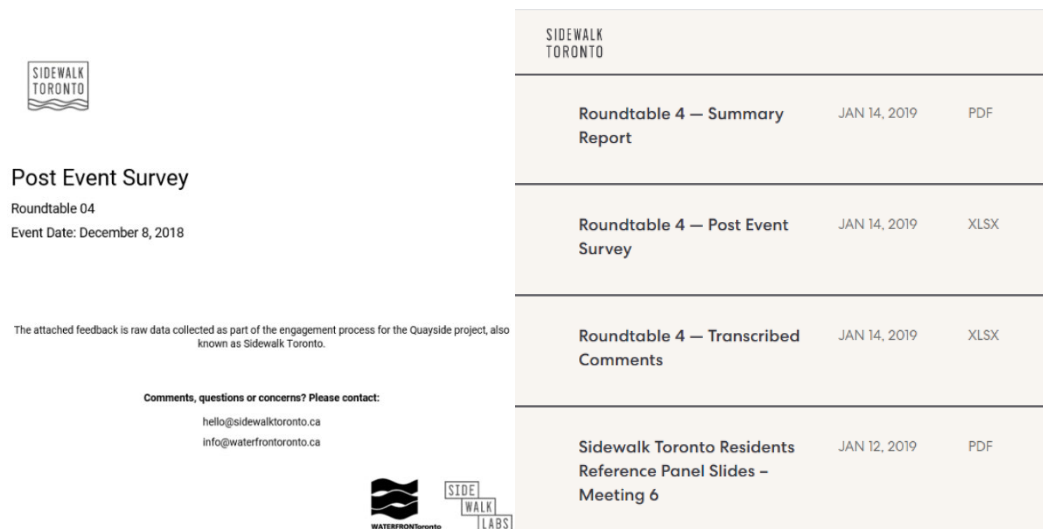 SIDEWALK
TORONTO
Post Event Survey
Roundtable 04
Event Date: December 8, 2018
The attached feedback is raw data collected as part of the engagement process for the Quayside project, also
known as Sidewalk Toronto.
Comments, questions or concerns? Please contact:
hello@sidewalktoronto.ca
info@waterfrontoronto.ca
WATERFRONToronto
SIDE
WALK
LABS
SIDEWALK
TORONTO
Roundtable 4 — Summary JAN 14, 2019 PDF
Report
Roundtable 4 — Post Event JAN 14, 2019 XLSX
Survey
Roundtable 4 — Transcribed JAN 14, 2019 XLSX
Comments
Sidewalk Toronto Residents JAN 12, 2019 PDF
Reference Panel Slides –
Meeting 6